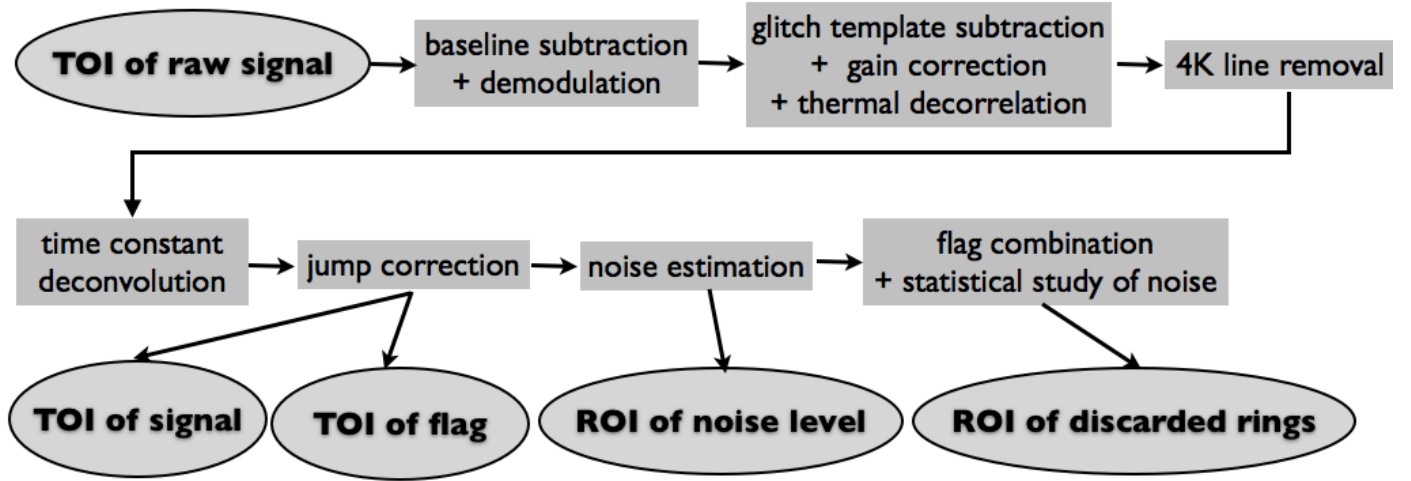 TOI of raw signal
baseline subtraction
+ demodulation
glitch template subtraction
+ gain correction
+ thermal decorrelation
4K line removal
time constant
deconvolution
jump correction
noise estimation
flag combination
+ statistical study of noise
TOI of signal
TOI of flag
ROI of noise level
ROI of discarded rings